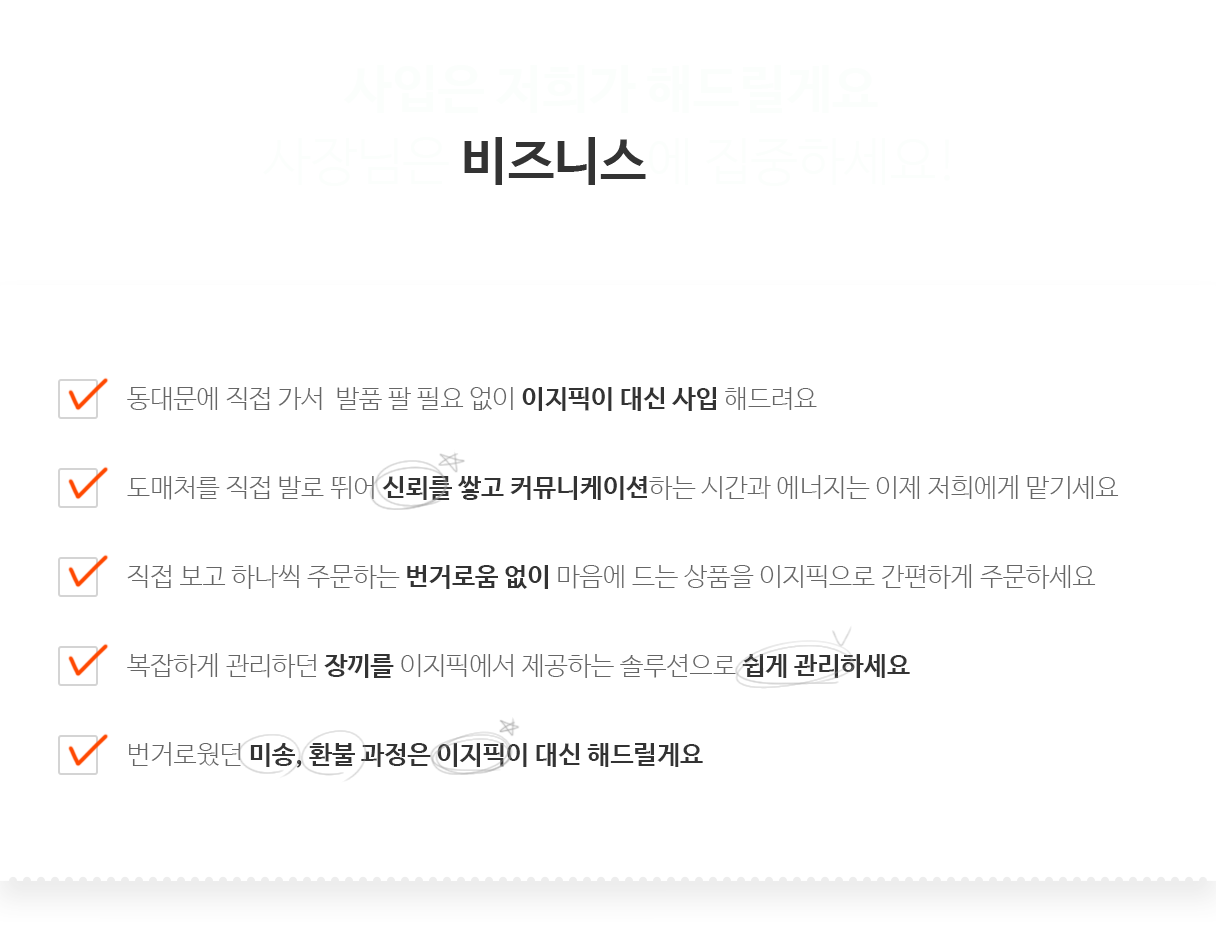 사입은 저희가 해드릴게요
사장님은 비즈니스에 집중하세요!
동대문에 직접 가서 발품 팔 필요 없이 이지픽이 대신 사입 해드려요
도매처를 직접 발로 뛰어 신뢰를 쌓고 커뮤니케이션하는 시간과 에너지는 이제 저희에게 맡기세요
직접 보고 하나씩 주문하는 번거로움 없이 마음에 드는 상품을 이지픽으로 간편하게 주문하세요
복잡하게 관리하던 장끼를 이지픽에서 제공하는 솔루션으로 쉽게 관리하세요
번거로웠던 미송, 환불 과정은 이지픽이 대신 해드릴게요